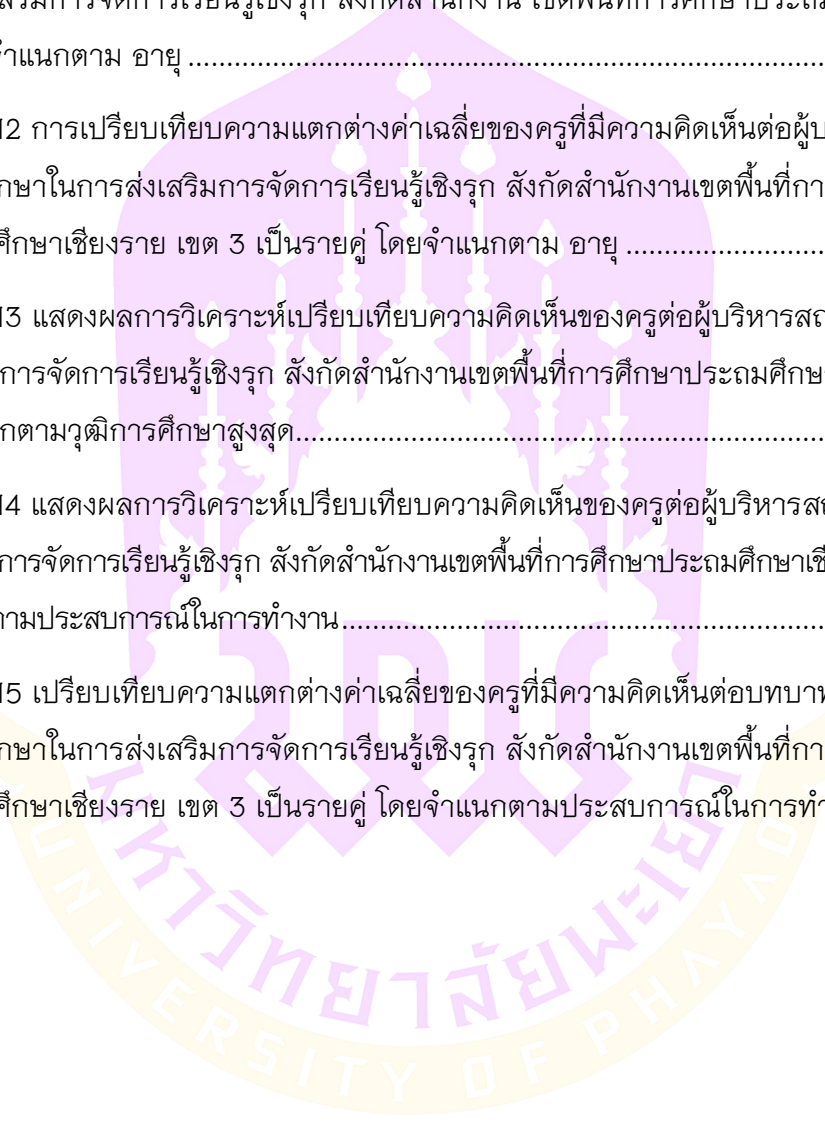 สริมการจัดการเรียนรู้เชิงรุก สังกัดสำนักงาน เขตพื้นที่การศึกษาประถม
จำแนกตาม อายุ ................................................................................
12 การเปรียบเทียบความแตกต่างค่าเฉลี่ยของครูที่มีความคิดเห็นต่อผู้บ
กษาในการส่งเสริมการจัดการเรียนรู้เชิงรุก สังกัดสำนักงานเขตพื้นที่กา
ศึกษาเชียงราย เขต 3 เป็นรายคู่ โดยจำแนกตาม อายุ .........................
13 แสดงผลการวิเคราะห์เปรียบเทียบความคิดเห็นของครูต่อผู้บริหารสถ
การจัดการเรียนรู้เชิงรุก สังกัดสำนักงานเขตพื้นที่การศึกษาประถมศึกษ
กตามวุฒิการศึกษาสูงสุด................................................................
14 แสดงผลการวิเคราะห์เปรียบเทียบความคิดเห็นของครูต่อผู้บริหารสถ
การจัดการเรียนรู้เชิงรุก สังกัดสำนักงานเขตพื้นที่การศึกษาประถมศึกษาเชี
ตามประสบการณ์ในการทำงาน..........................................................
15 เปรียบเทียบความแตกต่างค่าเฉลี่ยของครูที่มีความคิดเห็นต่อบทบาท
กษาในการส่งเสริมการจัดการเรียนรู้เชิงรุก สังกัดสำนักงานเขตพื้นที่กา
ศึกษาเชียงราย เขต 3 เป็นรายคู่ โดยจำแนกตามประสบการณ์ในการทำ
มหาวิทยาลัยพะเยา
UNIVERSITY OF PHAYAO